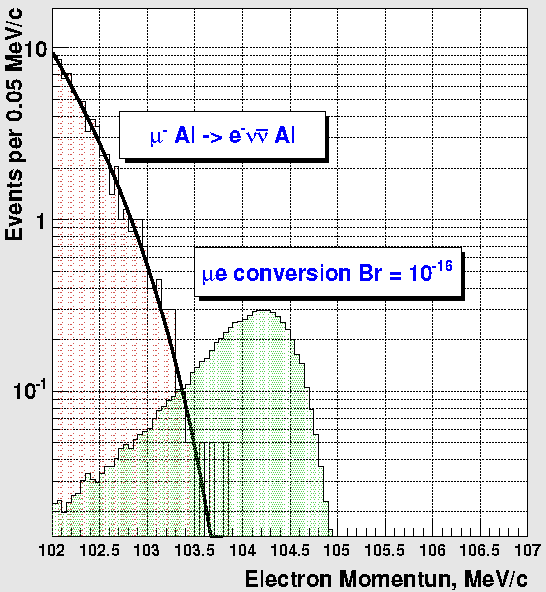 Events per 0.05 MeV/c
10
1
10⁻¹
μ⁻ Al -> e⁻νν̅ Al
μe conversion Br = 10⁻¹⁶
102 102.5 103 103.5 104 104.5 105 105.5 106 106.5 107
Electron Momentun, MeV/c